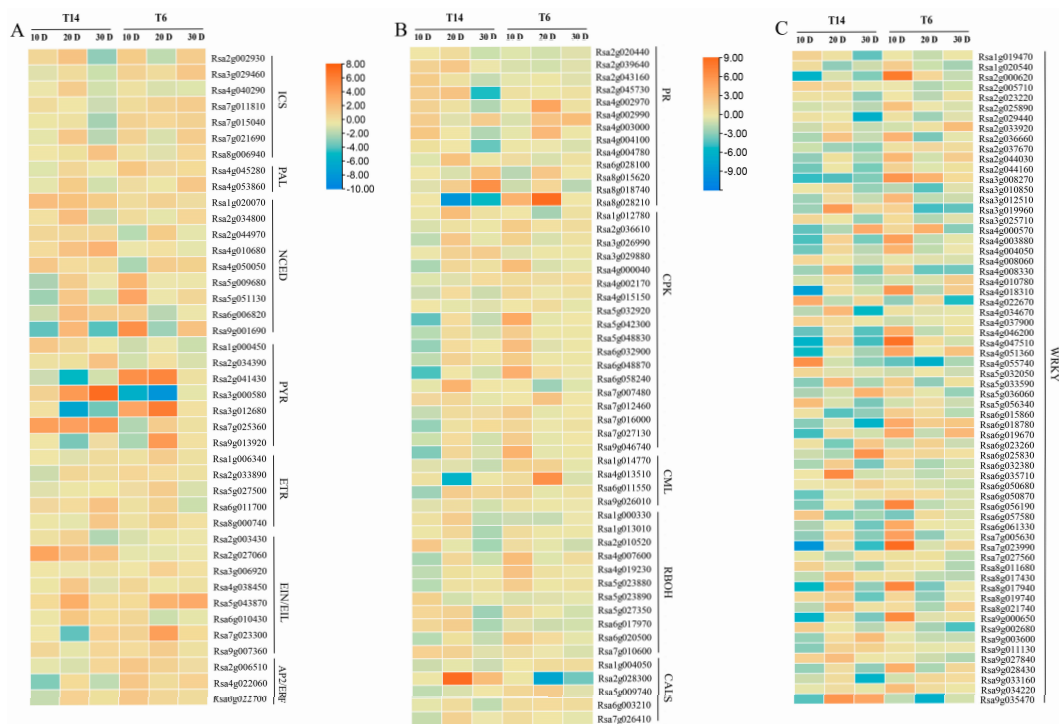 A
T14 T6
10 D 20 D 30 D 10 D 20 D 30 D
Rsa2g002930
Rsa3g029460
Rsa4g040290
Rsa7g011810
Rsa7g015040
Rsa7g021690
Rsa8g006940
ICS
Rsa4g045280
Rsa4g053860
PAL
Rsa1g020070
Rsa2g034800
Rsa2g044970
Rsa4g010680
Rsa4g050050
Rsa5g009680
Rsa5g051130
Rsa6g006820
Rsa9g001690
NCED
Rsa1g000450
Rsa2g034390
Rsa2g041430
Rsa3g000580
Rsa3g012680
Rsa7g025360
Rsa9g013920
PYR
Rsa1g006340
Rsa2g033890
Rsa5g027500
Rsa6g011700
Rsa8g000740
ETR
Rsa2g003430
Rsa2g027060
Rsa3g006920
Rsa4g038450
Rsa5g043870
Rsa6g010430
Rsa7g023300
Rsa9g007360
EIN/EIL
Rsa2g006510
Rsa4g022060
Rsa6g022700
AP2/ERF
8.00
6.00
4.00
2.00
0.00
-2.00
-4.00
-6.00
-8.00
-10.00
B
T14 T6
10 D 20 D 30 D 10 D 20 D 30 D
Rsa2g020440
Rsa2g039640
Rsa2g043160
Rsa2g045730
Rsa4g002970
Rsa4g002990
Rsa4g003000
Rsa4g004100
Rsa4g004780
Rsa6g028100
Rsa8g015620
Rsa8g018740
Rsa8g028210
PR
Rsa1g012780
Rsa2g036610
Rsa3g026990
Rsa3g029880
Rsa4g000040
Rsa4g002170
Rsa4g015150
Rsa5g032920
Rsa5g042300
Rsa5g048830
Rsa6g032900
Rsa6g048870
Rsa6g058240
Rsa7g007480
Rsa7g012460
Rsa7g016000
Rsa7g027130
Rsa9g046740
CPK
Rsa1g014770
Rsa4g013510
Rsa6g011550
Rsa9g026010
CML
Rsa1g000330
Rsa1g013010
Rsa2g010520
Rsa4g007600
Rsa4g019230
Rsa5g023880
Rsa5g023890
Rsa5g027350
Rsa6g017970
Rsa6g020500
Rsa7g010600
RBOH
Rsa1g004050
Rsa2g028300
Rsa5g009740
Rsa6g003210
Rsa7g026410
CALS
9.00
6.00
3.00
0.00
-3.00
-6.00
-9.00
C
T14 T6
10 D 20 D 30 D 10 D 20 D 30 D
Rsa1g019470
Rsa1g020540
Rsa2g000620
Rsa2g005710
Rsa2g023220
Rsa2g025890
Rsa2g029440
Rsa2g033920
Rsa2g036660
Rsa2g037670
Rsa2g044030
Rsa2g044160
Rsa3g008270
Rsa3g010850
Rsa3g012510
Rsa3g019960
Rsa3g025710
Rsa4g000570
Rsa4g003880
Rsa4g004050
Rsa4g008060
Rsa4g008330
Rsa4g010780
Rsa4g018310
Rsa4g022670
Rsa4g034670
Rsa4g037900
Rsa4g046200
Rsa4g047510
Rsa4g051360
Rsa4g055740
Rsa5g032050
Rsa5g033590
Rsa5g036060
Rsa5g056340
Rsa6g015860
Rsa6g018780
Rsa6g019670
Rsa6g023260
Rsa6g025830
Rsa6g032380
Rsa6g035710
Rsa6g050680
Rsa6g050870
Rsa6g056190
Rsa6g057580
Rsa6g061330
Rsa7g005630
Rsa7g023990
Rsa7g027560
Rsa8g011680
Rsa8g017430
Rsa8g017940
Rsa8g019740
Rsa8g021740
Rsa9g000650
Rsa9g002680
Rsa9g003600
Rsa9g011130
Rsa9g027840
Rsa9g028430
Rsa9g033160
Rsa9g034220
Rsa9g035470
WRKY